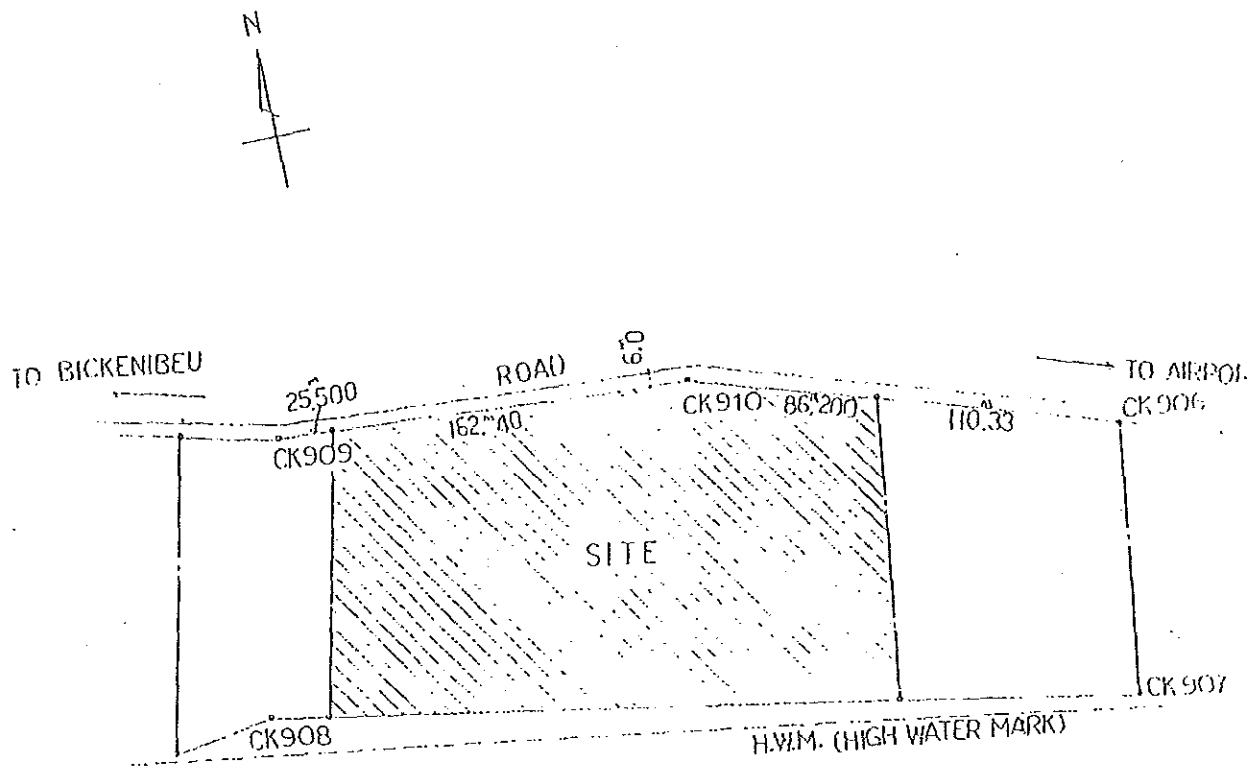 N
TO BICKENIBEU
ROAD
6.0
TO AIRPOR
25.500
162.40
CK910
86.200
110.33
CK906
CK909
SITE
CK907
CK908
H.W.M. (HIGH WATER MARK)